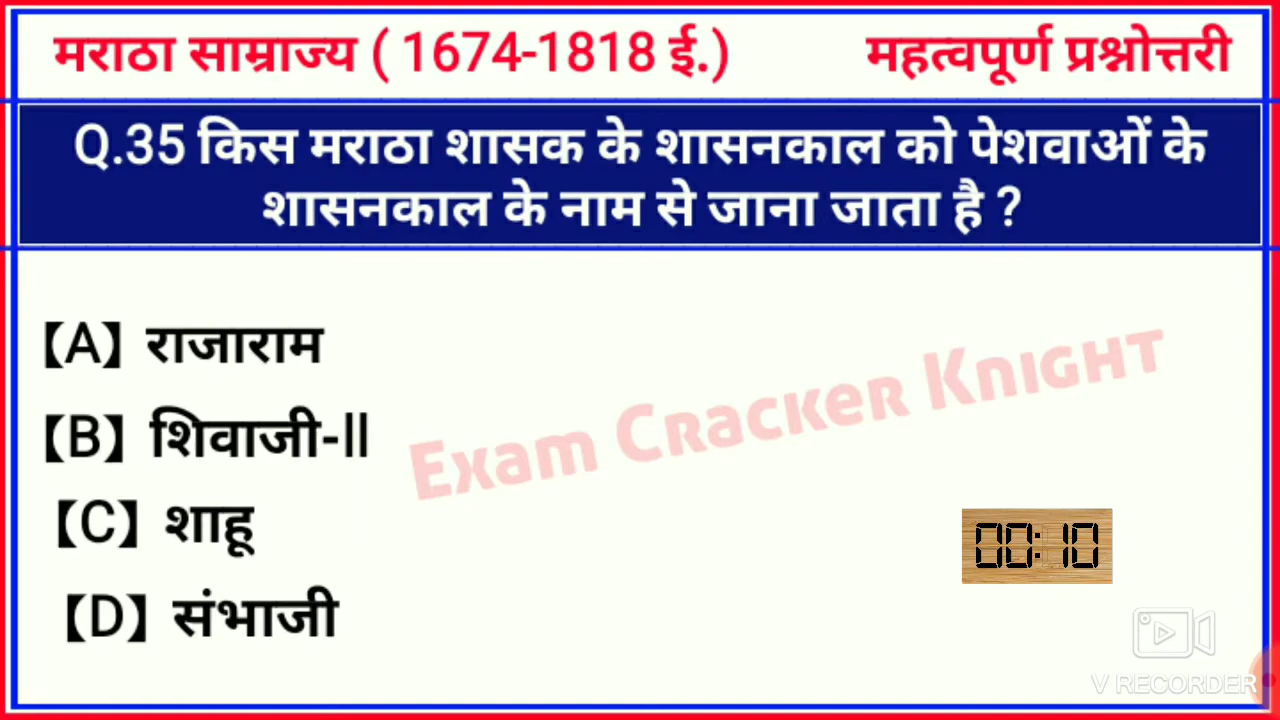 मराठा साम्राज्य ( 1674-1818 ई.) महत्वपूर्ण प्रश्नोत्तरी
Q.35 किस मराठा शासक के शासनकाल को पेशवाओं के
शासनकाल के नाम से जाना जाता है ?
【A】 राजाराम
【B】 शिवाजी-ll
Exam Cracker Knight
【C】 शाहू
00:10
【D】 संभाजी
V RECORDER